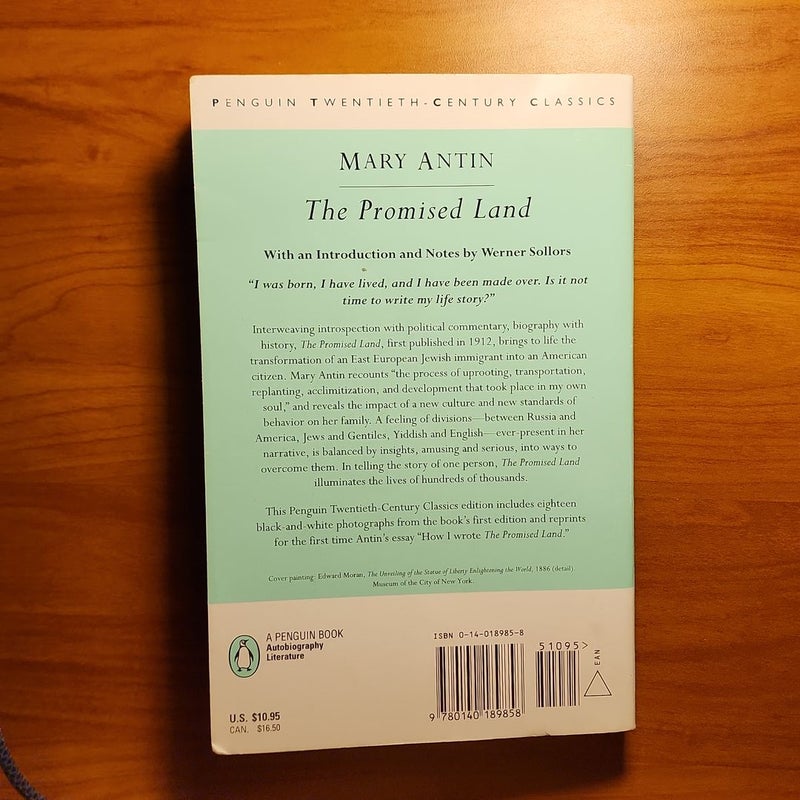 PENGUIN TWENTIETH-CENTURY CLASSICS
MARY ANTIN
The Promised Land
With an Introduction and Notes by Werner Sollors
“I was born, I have lived, and I have been made over. Is it not
time to write my life story?”
Interweaving introspection with political commentary, biography with
history, The Promised Land, first published in 1912, brings to life the
transformation of an East European Jewish immigrant into an American
citizen. Mary Antin recounts “the process of uprooting, transportation,
replanting, acclimitization, and development that took place in my own
soul,” and reveals the impact of a new culture and new standards of
behavior on her family. A feeling of divisions—between Russia and
America, Jews and Gentiles, Yiddish and English—ever-present in her
narrative, is balanced by insights, amusing and serious, into ways to
overcome them. In telling the story of one person, The Promised Land
illuminates the lives of hundreds of thousands.
This Penguin Twentieth-Century Classics edition includes eighteen
black-and-white photographs from the book’s first edition and reprints
for the first time Antin’s essay “How I wrote The Promised Land.”
Cover painting: Edward Moran, The Unveiling of the Statue of Liberty Enlightening the World, 1886 (detail).
Museum of the City of New York.
A PENGUIN BOOK
Autobiography
Literature
U.S. $10.95
CAN. $16.50
ISBN 0-14-018985-8
51095>
EAN
9 780140 189858